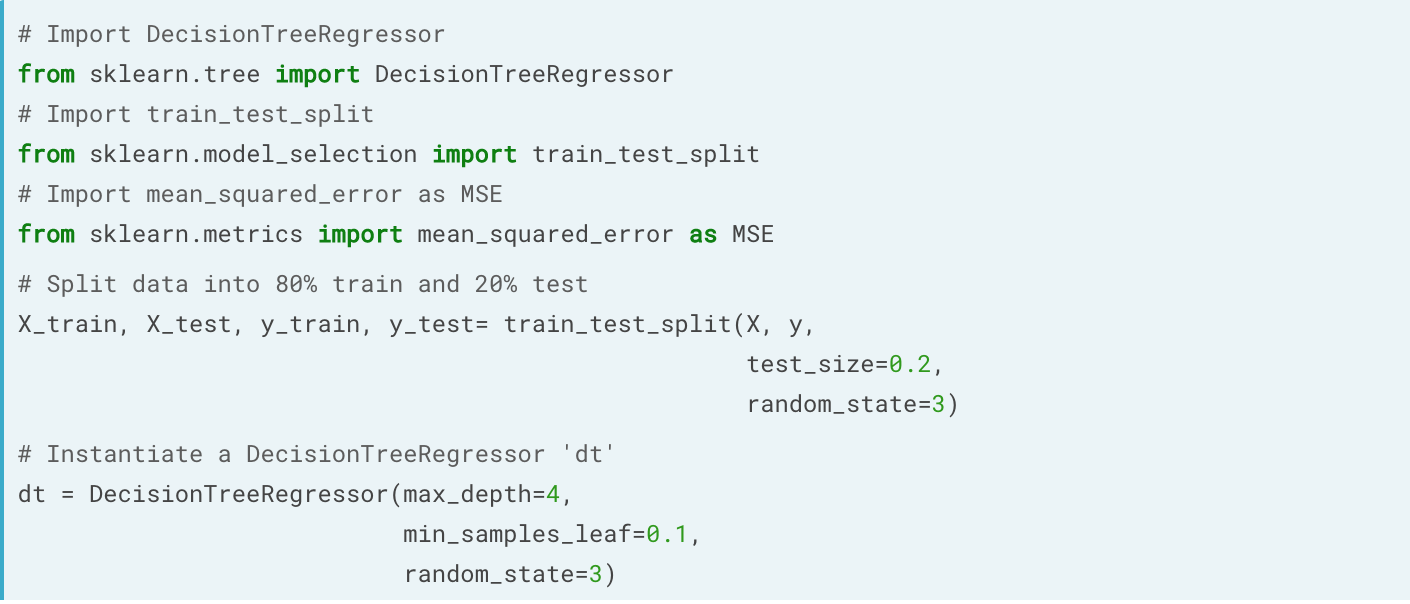 # Import DecisionTreeRegressor
from sklearn.tree import DecisionTreeRegressor
# Import train_test_split
from sklearn.model_selection import train_test_split
# Import mean_squared_error as MSE
from sklearn.metrics import mean_squared_error as MSE
# Split data into 80% train and 20% test
X_train, X_test, y_train, y_test= train_test_split(X, y,
                                                   test_size=0.2,
                                                   random_state=3)
# Instantiate a DecisionTreeRegressor 'dt'
dt = DecisionTreeRegressor(max_depth=4,
                           min_samples_leaf=0.1,
                           random_state=3)